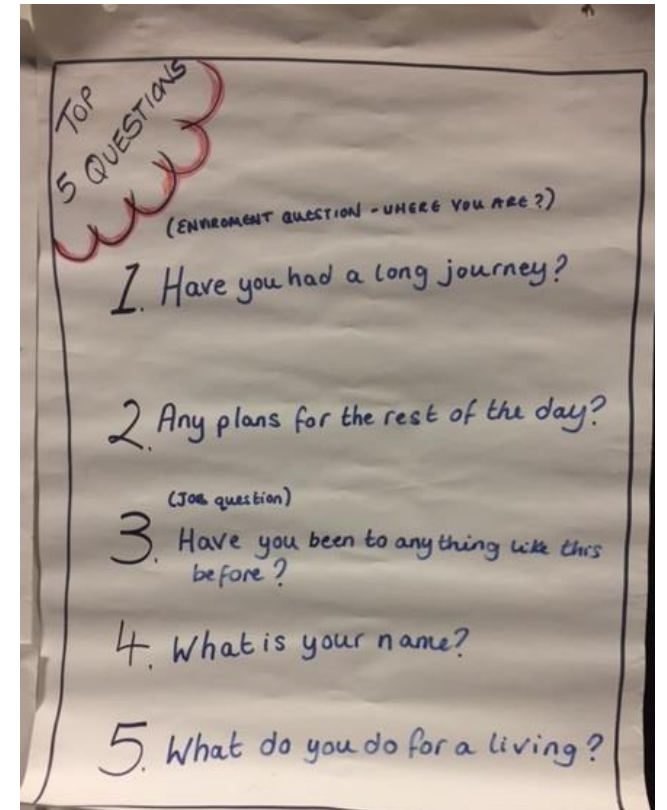 TOP
5 QUESTIONS
(ENVIROMENT QUESTION - WHERE YOU ARE?)
1. Have you had a long journey?
2. Any plans for the rest of the day?
(JOB question)
3. Have you been to anything like this
before?
4. What is your name?
5. What do you do for a living?